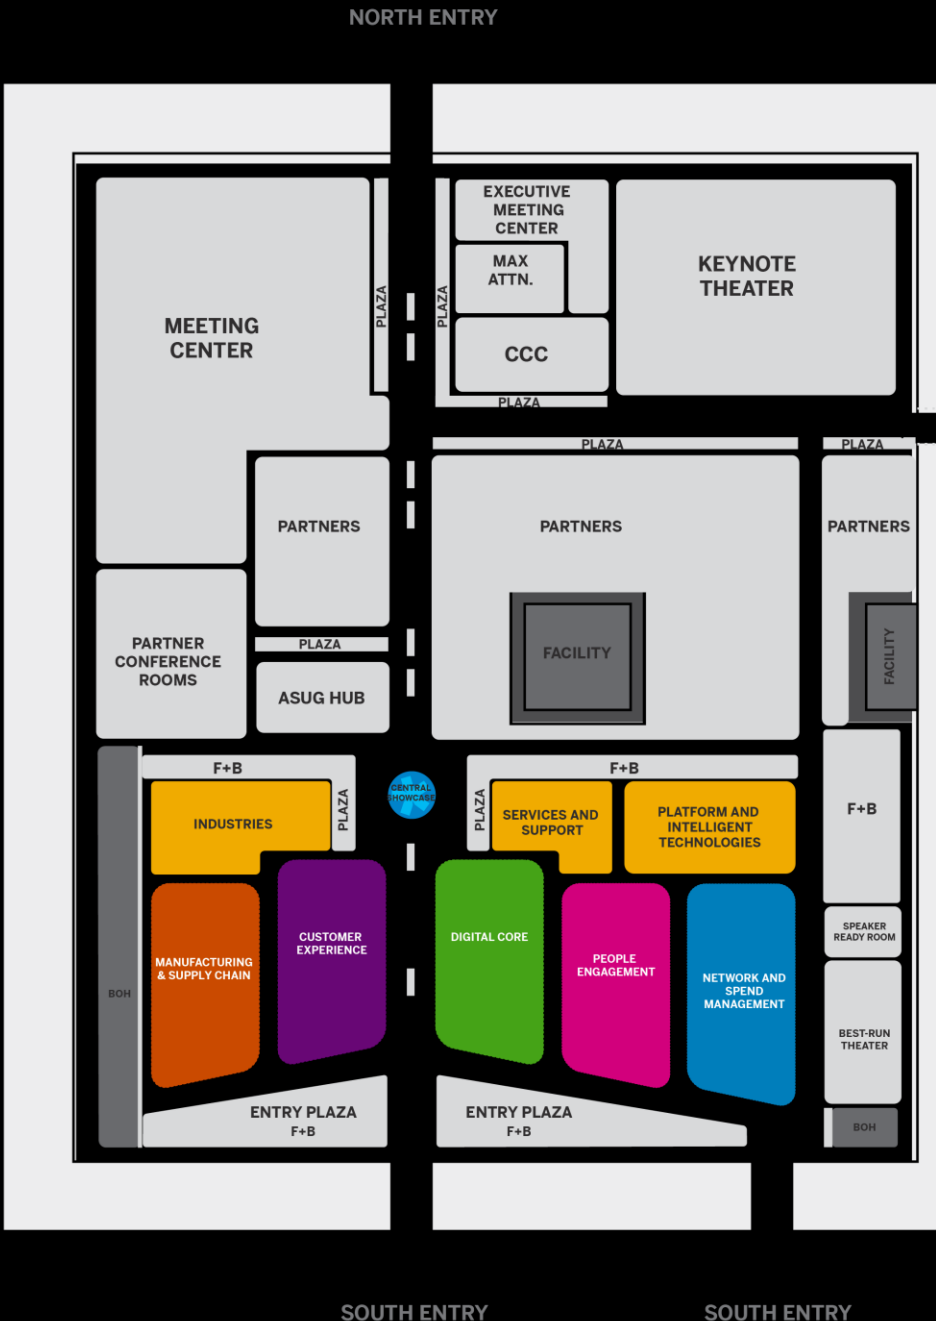 NORTH ENTRY
EXECUTIVE
MEETING
CENTER
MAX
ATTN.
KEYNOTE
THEATER
PLAZA
PLAZA
MEETING
CENTER
CCC
PLAZA
PLAZA
PLAZA
PARTNERS
PARTNERS
PARTNERS
PARTNER
CONFERENCE
ROOMS
PLAZA
FACILITY
FACILITY
ASUG HUB
F+B
F+B
CENTRAL
SHOWCASE
PLAZA
PLAZA
INDUSTRIES
SERVICES AND
SUPPORT
PLATFORM AND
INTELLIGENT
TECHNOLOGIES
F+B
CUSTOMER
EXPERIENCE
DIGITAL CORE
SPEAKER
READY ROOM
MANUFACTURING
& SUPPLY CHAIN
PEOPLE
ENGAGEMENT
NETWORK AND
SPEND
MANAGEMENT
BOH
BEST-RUN
THEATER
ENTRY PLAZA
F+B
ENTRY PLAZA
F+B
BOH
SOUTH ENTRY
SOUTH ENTRY